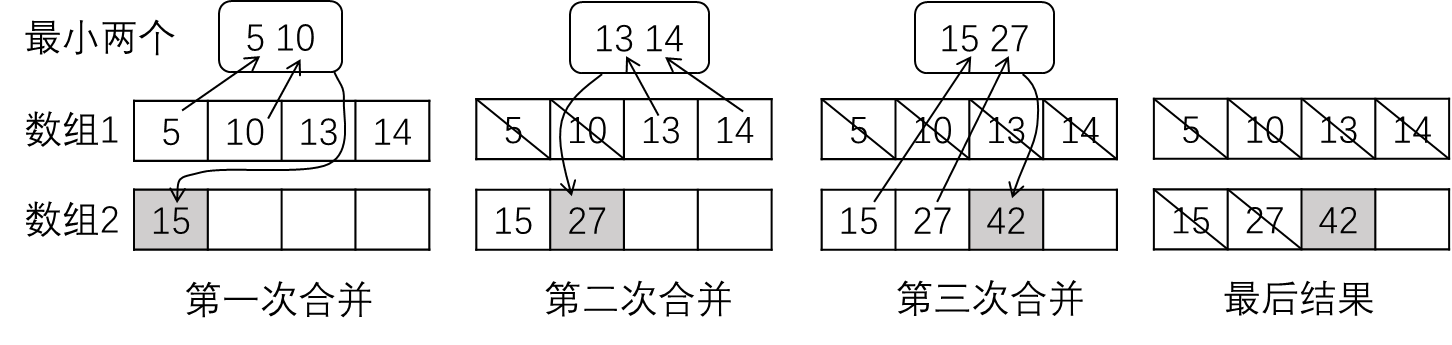 最小两个 5 10 13 14 15 27
数组1 5 10 13 14 5 10 13 14 5 10 13 14 5 10 13 14
数组2 15 15 27 15 27 42 15 27 42
第一次合并 第二次合并 第三次合并 最后结果